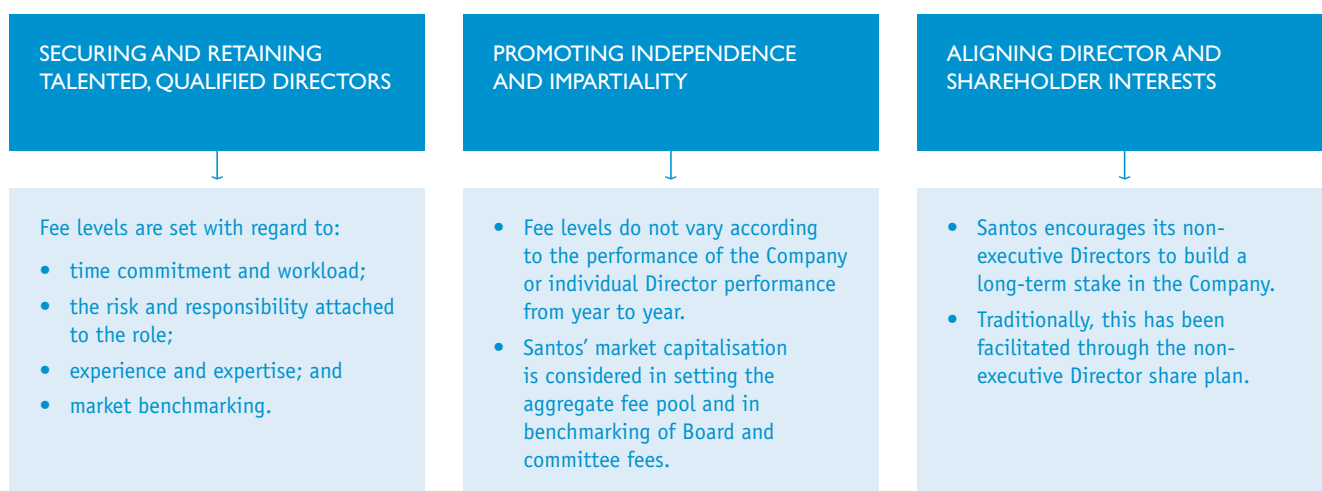 SECURING AND RETAINING
TALENTED, QUALIFIED DIRECTORS
Fee levels are set with regard to:
• time commitment and workload;
• the risk and responsibility attached
to the role;
• experience and expertise; and
• market benchmarking.
PROMOTING INDEPENDENCE
AND IMPARTIALITY
• Fee levels do not vary according
to the performance of the Company
or individual Director performance
from year to year.
• Santos’ market capitalisation
is considered in setting the
aggregate fee pool and in
benchmarking of Board and
committee fees.
ALIGNING DIRECTOR AND
SHAREHOLDER INTERESTS
• Santos encourages its non-
executive Directors to build a
long-term stake in the Company.
• Traditionally, this has been
facilitated through the non-
executive Director share plan.